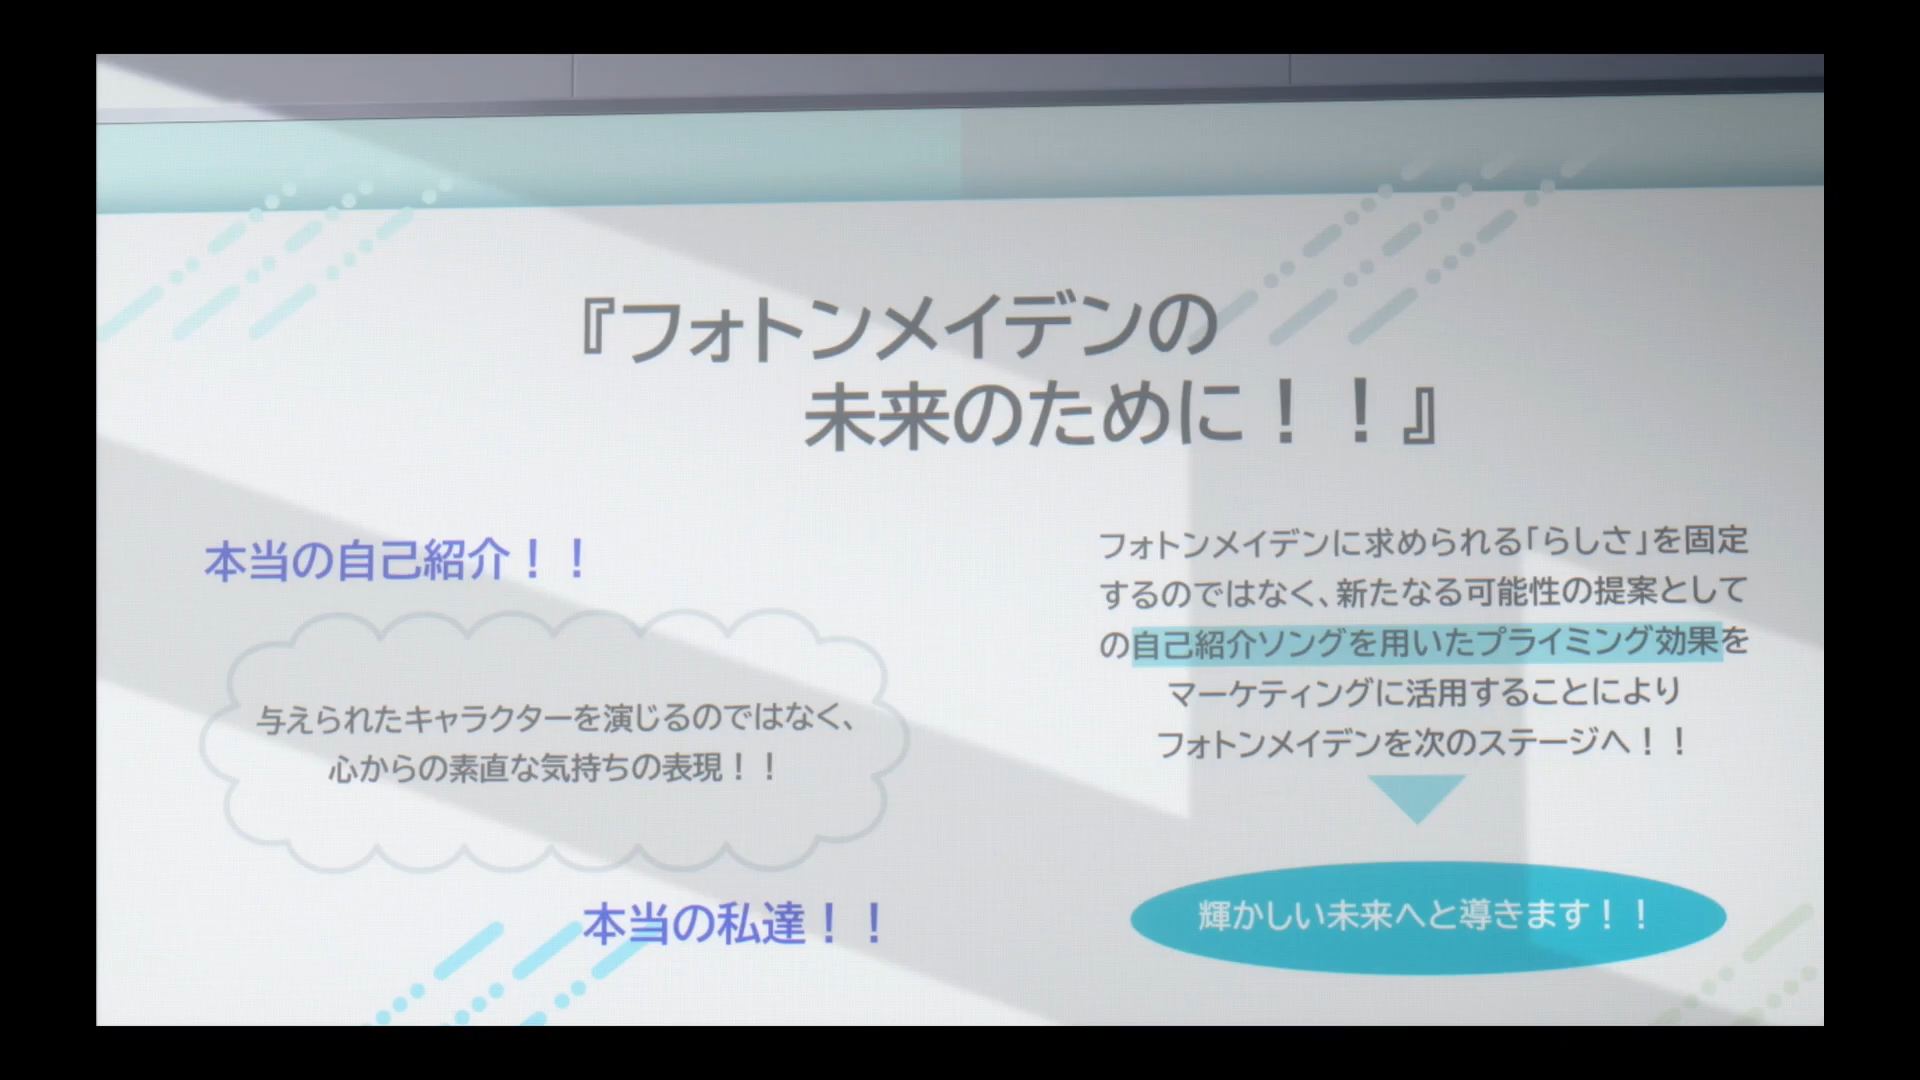 『フォトンメイデンの
未来のために！！』
本当の自己紹介！！
与えられたキャラクターを演じるのではなく、
心からの素直な気持ちの表現！！
本当の私達！！
フォトンメイデンに求められる「らしさ」を固定
するのではなく、新たなる可能性の提案として
の自己紹介ソングを用いたプライミング効果を
マーケティングに活用することにより
フォトンメイデンを次のステージへ！！
輝かしい未来へと導きます！！